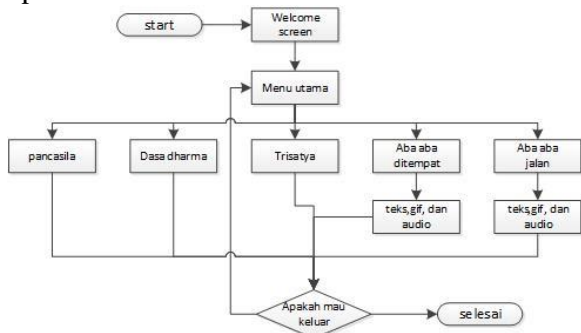 start
Welcome
screen
Menu utama
pancasila
Dasa dharma
Trisatya
Aba aba
ditempat
Aba aba
jalan
teks,gif, dan
audio
teks,gif, dan
audio
Apakah mau
keluar
selesai